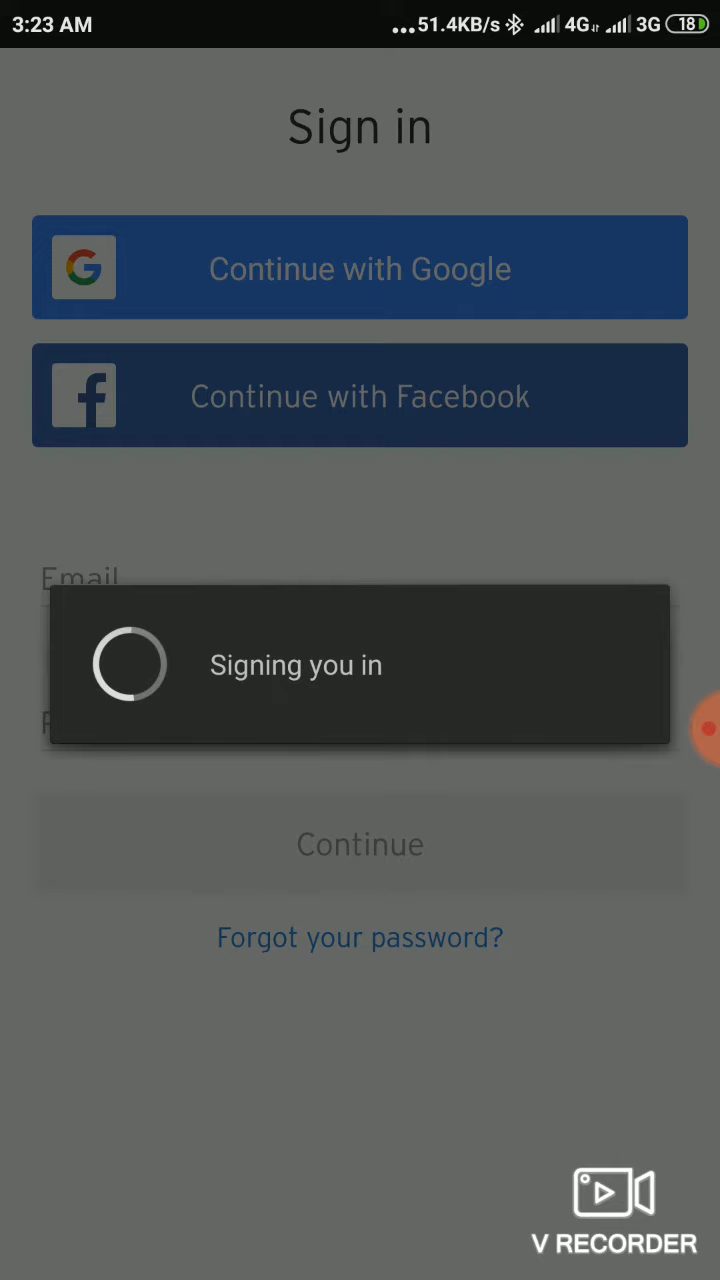 3:23 AM ...51.4KB/s 4G 3G 18
Sign in
G Continue with Google
f Continue with Facebook
Email
Signing you in
Continue
Forgot your password?
V RECORDER